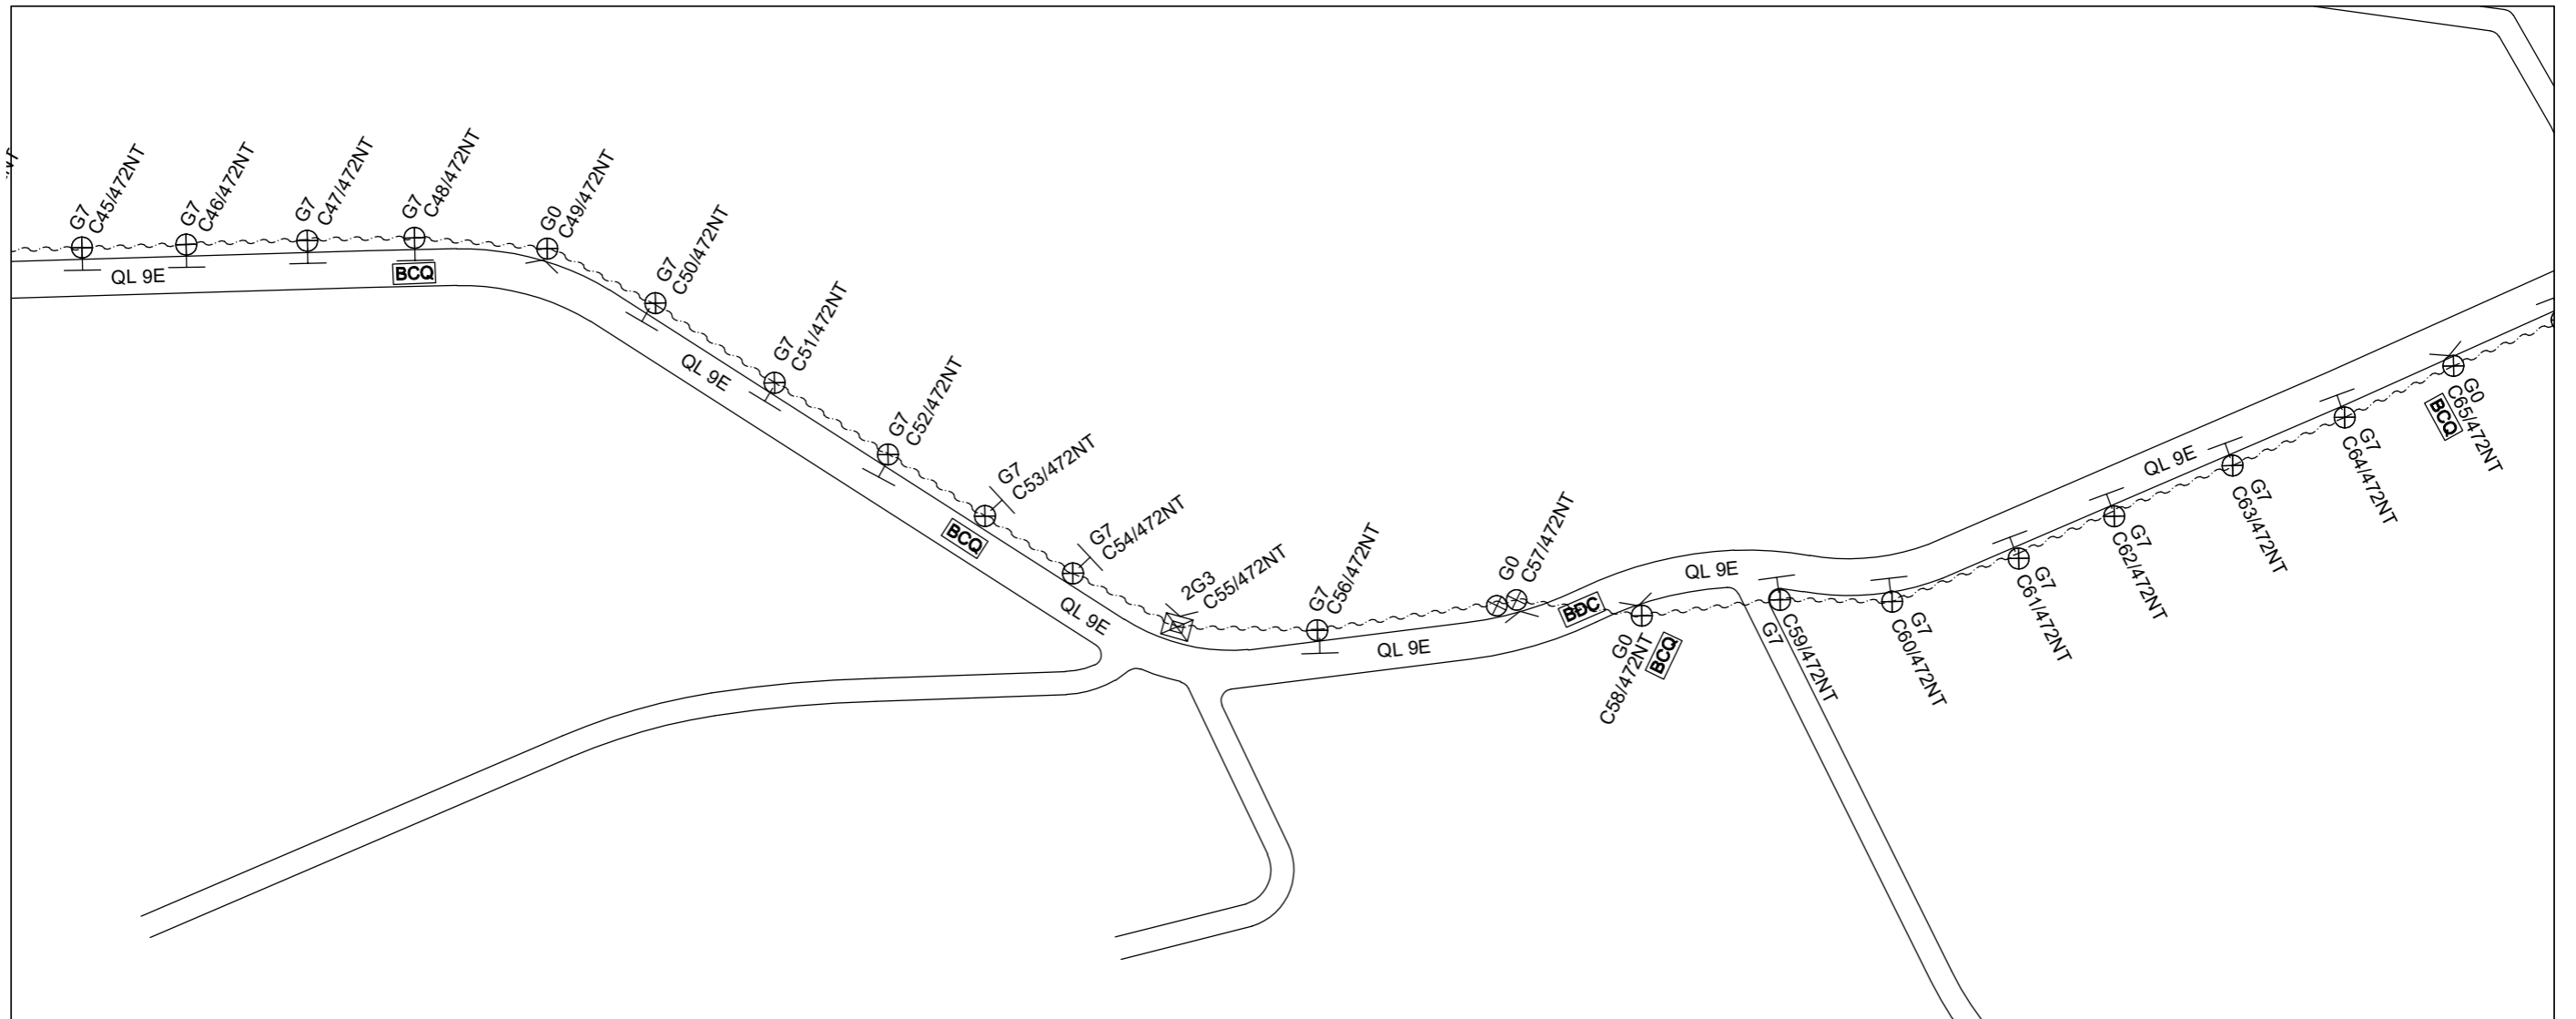 G7
C45/472NT
G7
C46/472NT
G7
C47/472NT
G7
C48/472NT
G0
C49/472NT
G7
C50/472NT
G7
C51/472NT
G7
C52/472NT
G7
C53/472NT
G7
C54/472NT
2G3
C55/472NT
G7
C56/472NT
G0
C57/472NT
G0
C58/472NT
G7
C59/472NT
G7
C60/472NT
G7
C61/472NT
G7
C62/472NT
G7
C63/472NT
G7
C64/472NT
G0
C65/472NT
QL 9E
BCQ
QL 9E
BCQ
QL 9E
QL 9E
BĐC
BCQ
QL 9E
QL 9E
BCQ